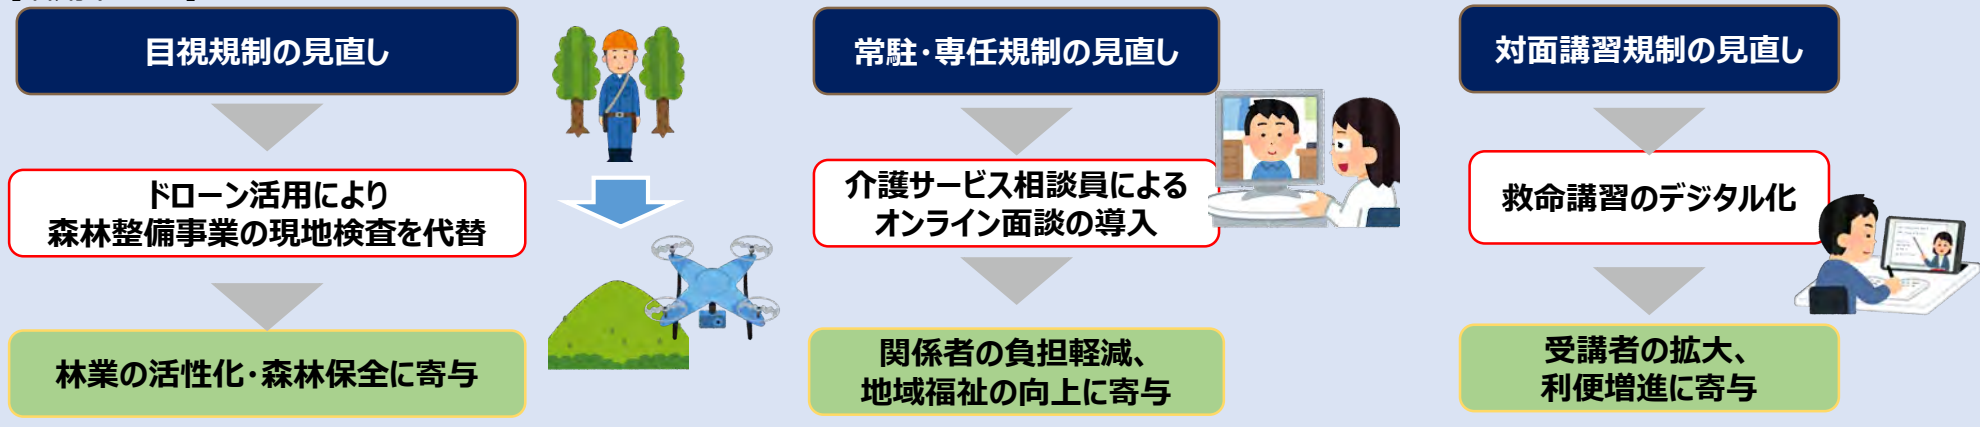 目視規制の見直し
ドローン活用により
森林整備事業の現地検査を代替
林業の活性化・森林保全に寄与
常駐・専任規制の見直し
介護サービス相談員による
オンライン面談の導入
関係者の負担軽減、
地域福祉の向上に寄与
対面講習規制の見直し
救命講習のデジタル化
受講者の拡大、
利便増進に寄与